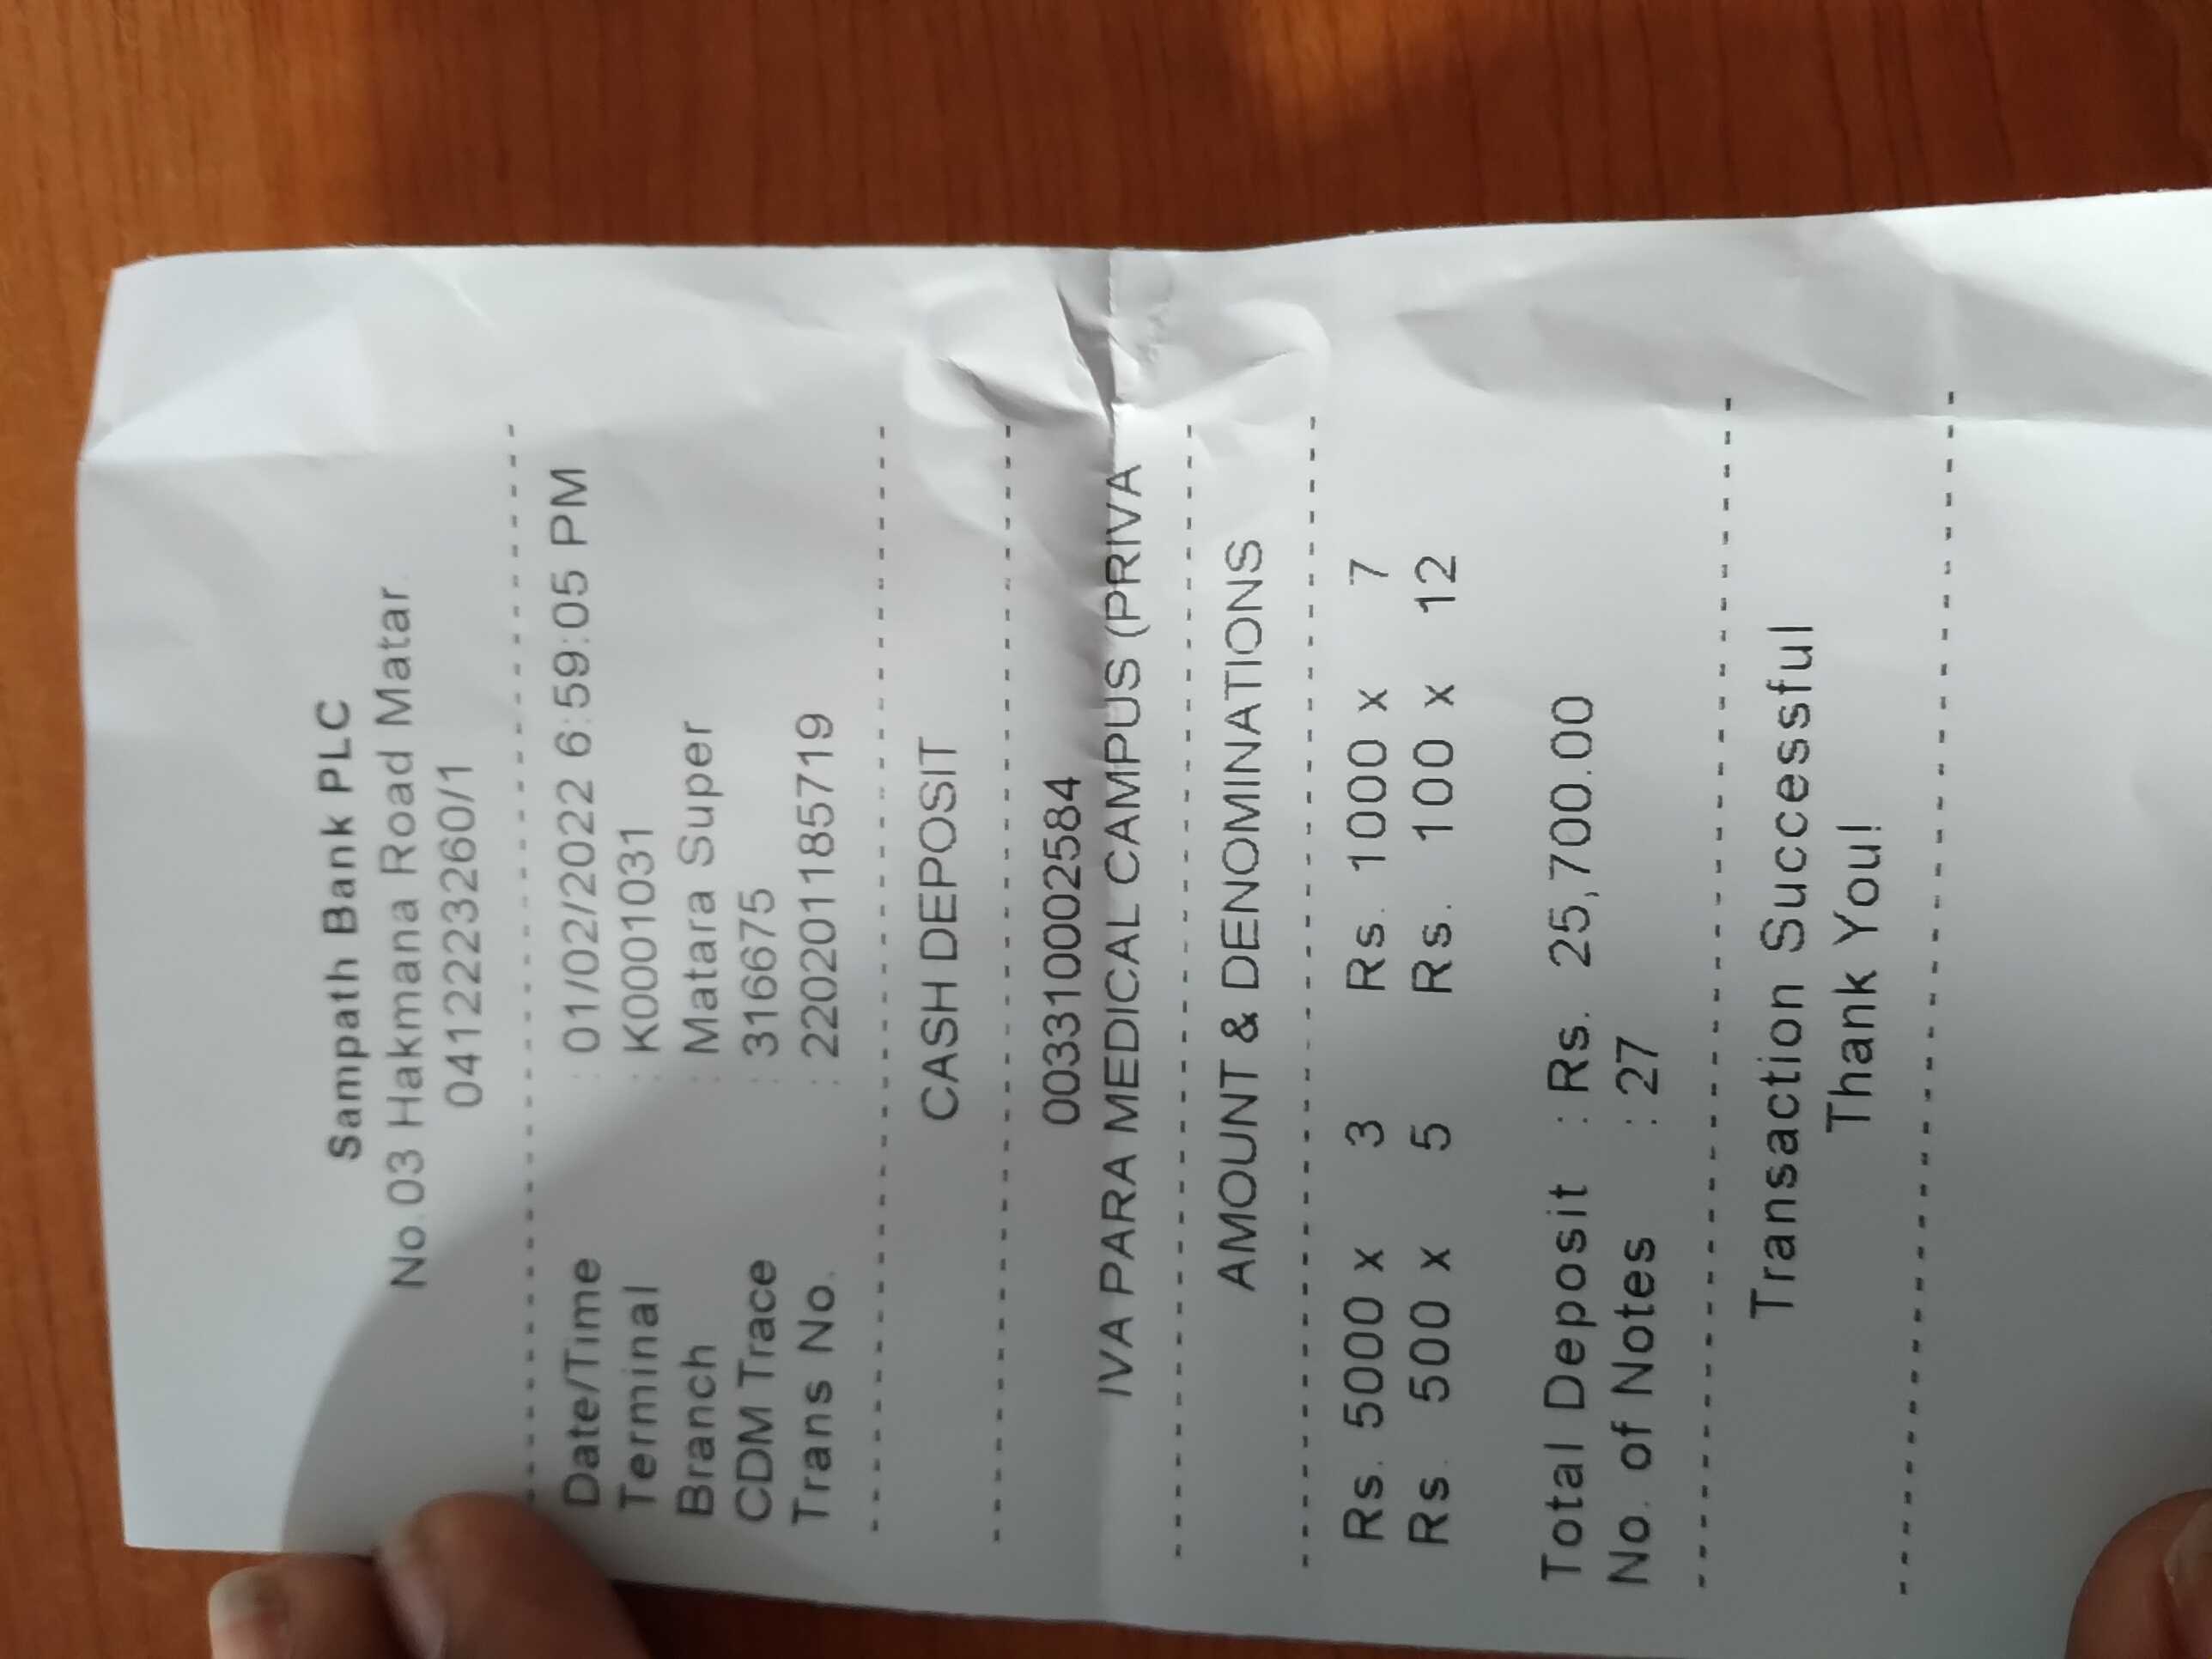 Sampath Bank PLC
No.03 Hakmana Road Matar.
0412223260/1
Date/Time : 01/02/2022 6:59:05 PM
Terminal : K0001031
Branch : Matara Super
CDM Trace : 316675
Trans No. : 220201185719
CASH DEPOSIT
003310002584
IVA PARA MEDICAL CAMPUS (PRIVA
AMOUNT & DENOMINATIONS
Rs. 5000 x 3 Rs. 1000 x 7
Rs. 500 x 5 Rs. 100 x 12
Total Deposit : Rs. 25,700.00
No. of Notes : 27
Transaction Successful
Thank You!